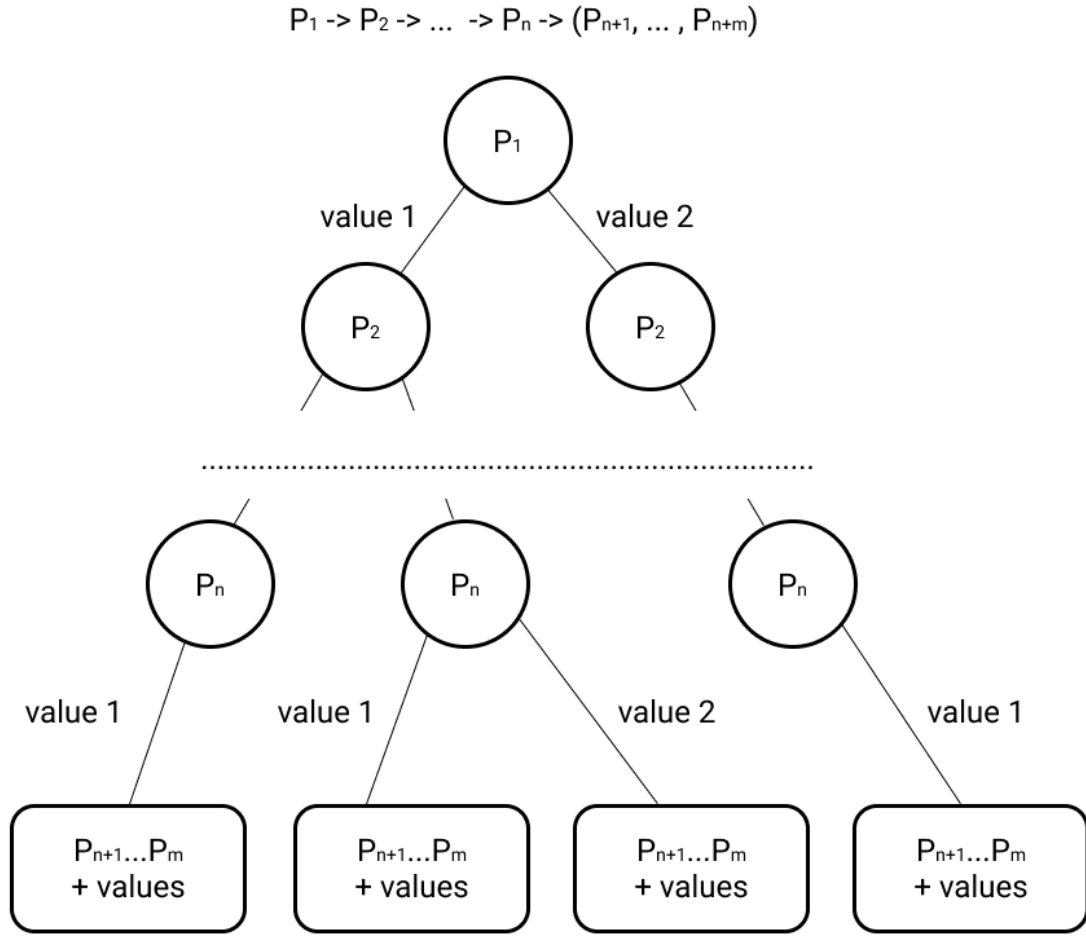 P₁ -> P₂ -> ... -> Pₙ -> (Pₙ₊₁, ... , Pₙ₊ₘ)
P₁
value 1 value 2
P₂ P₂
Pₙ Pₙ Pₙ
value 1 value 1 value 2 value 1
Pₙ₊₁...Pₘ Pₙ₊₁...Pₘ Pₙ₊₁...Pₘ Pₙ₊₁...Pₘ
+ values + values + values + values